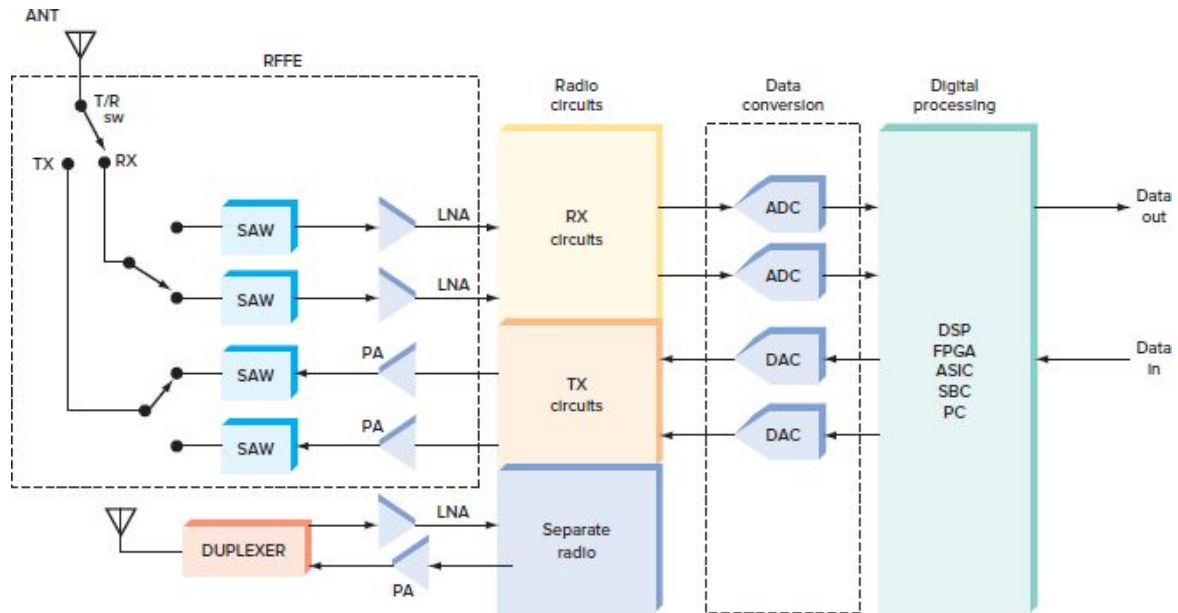 ANT
RFFE
T/R
sw
TX
RX
Radio
circuits
Data
conversion
Digital
processing
SAW
LNA
SAW
LNA
SAW
PA
SAW
PA
RX
circuits
TX
circuits
Separate
radio
ADC
ADC
DAC
DAC
DSP
FPGA
ASIC
SBC
PC
Data
out
Data
in
DUPLEXER
LNA
PA